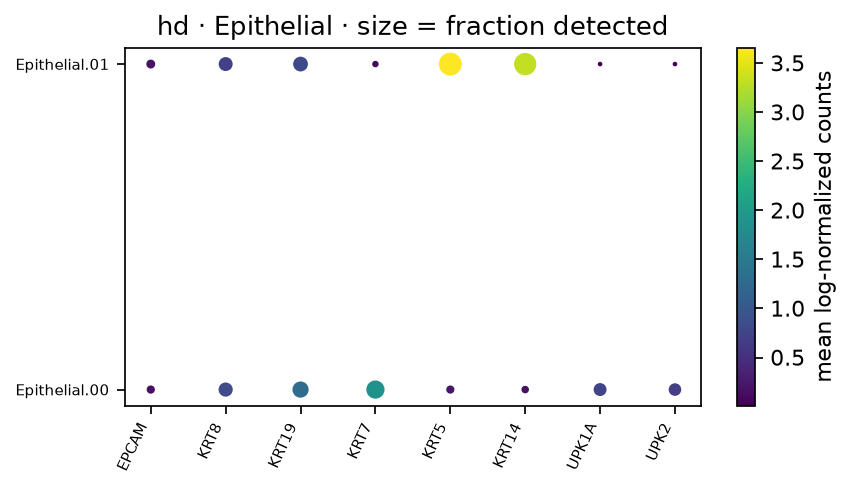 hd · Epithelial · size = fraction detected
Epithelial.01
Epithelial.00
EPCAM
KRT8
KRT19
KRT7
KRT5
KRT14
UPK1A
UPK2
3.5
3.0
2.5
2.0
1.5
1.0
0.5
mean log-normalized counts